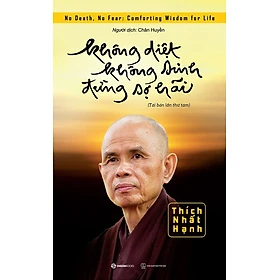 No Death, No Fear: Comforting Wisdom for Life
Người dịch: Chân Huyền
không diệt
không sinh
đừng sợ hãi
(Tái bản lần thứ tám)
Thích
Nhất
Hạnh